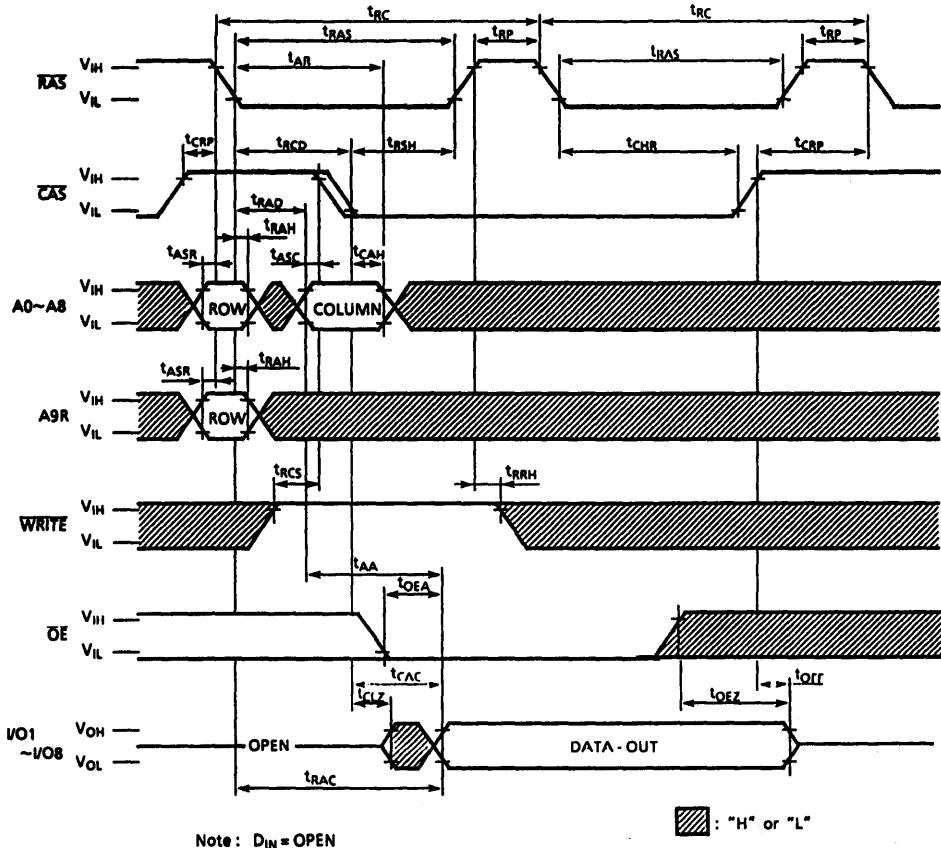 tRC tRC
tRAS tRP tRAS tRP
tAR
RAS VIH
VIL
tCRP tRCD tRSH tCHR tCRP
CAS VIH
VIL
tRAD
tRAH
tASR tASC tCAH
A0~A8 VIH
VIL
ROW COLUMN
tASR tRAH
A9R VIH
VIL
ROW
tRCS tRRH
WRITE VIH
VIL
tAA
tOEA
OE VIH
VIL
tCAC tOFF
tCLZ tOEZ
I/O1
~I/O8
VOH
VOL
OPEN DATA-OUT
tRAC
: "H" or "L"
Note: DIN = OPEN